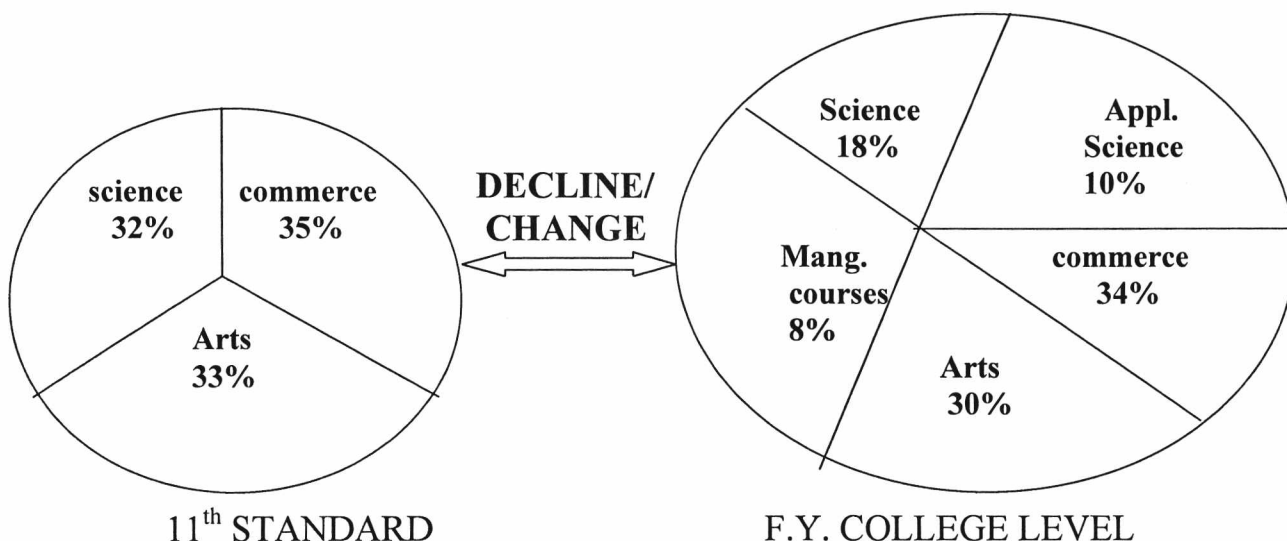 science
32%
commerce
35%
Arts
33%
11th STANDARD
DECLINE/
CHANGE
Science
18%
Appl.
Science
10%
Mang.
courses
8%
commerce
34%
Arts
30%
F.Y. COLLEGE LEVEL